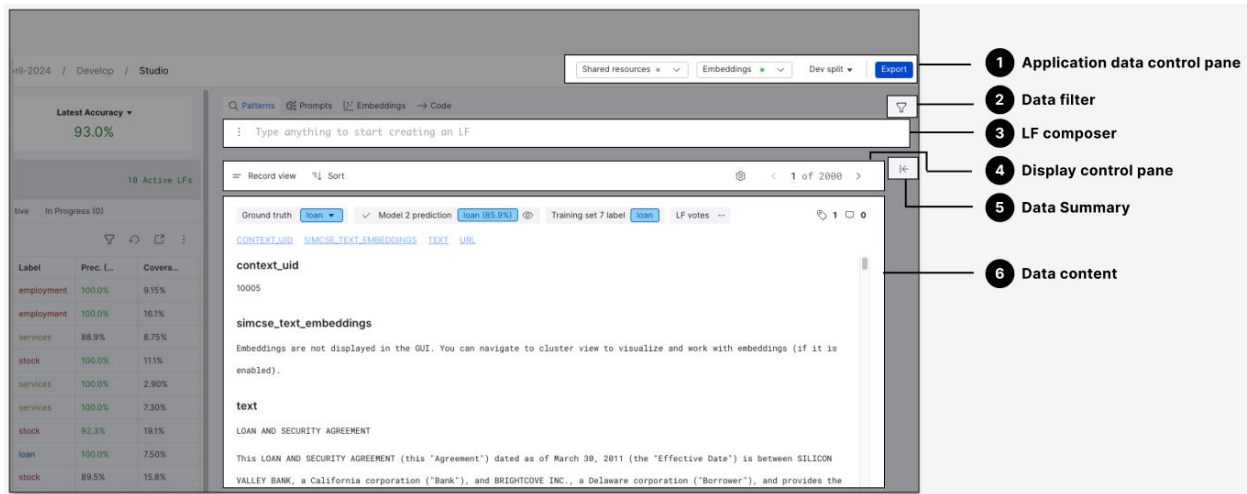 ril-2024 / Develop / Studio
Shared resources
Embeddings
Dev split
Export
1 Application data control pane
Latest Accuracy
93.0%
Patterns
Prompts
Embeddings
Code
2 Data filter
Type anything to start creating an LF
3 LF composer
10 Active LFs
Record view
Sort
1 of 2000
4 Display control pane
tive In Progress (0)
5 Data Summary
Ground truth loan
Model 2 prediction loan (85.9%)
Training set 7 label loan
LF votes --
1
0
CONTEXT_UID SIMCSE_TEXT_EMBEDDINGS TEXT URL
Label Prec. (... Covera...
employment 100.0% 9.15%
employment 100.0% 16.1%
services 88.9% 8.75%
stock 100.0% 11.1%
services 100.0% 2.90%
services 100.0% 7.30%
stock 92.3% 19.1%
loan 100.0% 7.50%
stock 89.5% 15.8%
context_uid
10005
6 Data content
simcse_text_embeddings
Embeddings are not displayed in the GUI. You can navigate to cluster view to visualize and work with embeddings (if it is
enabled).
text
LOAN AND SECURITY AGREEMENT
This LOAN AND SECURITY AGREEMENT (this "Agreement") dated as of March 30, 2011 (the "Effective Date") is between SILICON
VALLEY BANK, a California corporation ("Bank"), and BRIGHTCOVE INC., a Delaware corporation ("Borrower"), and provides the